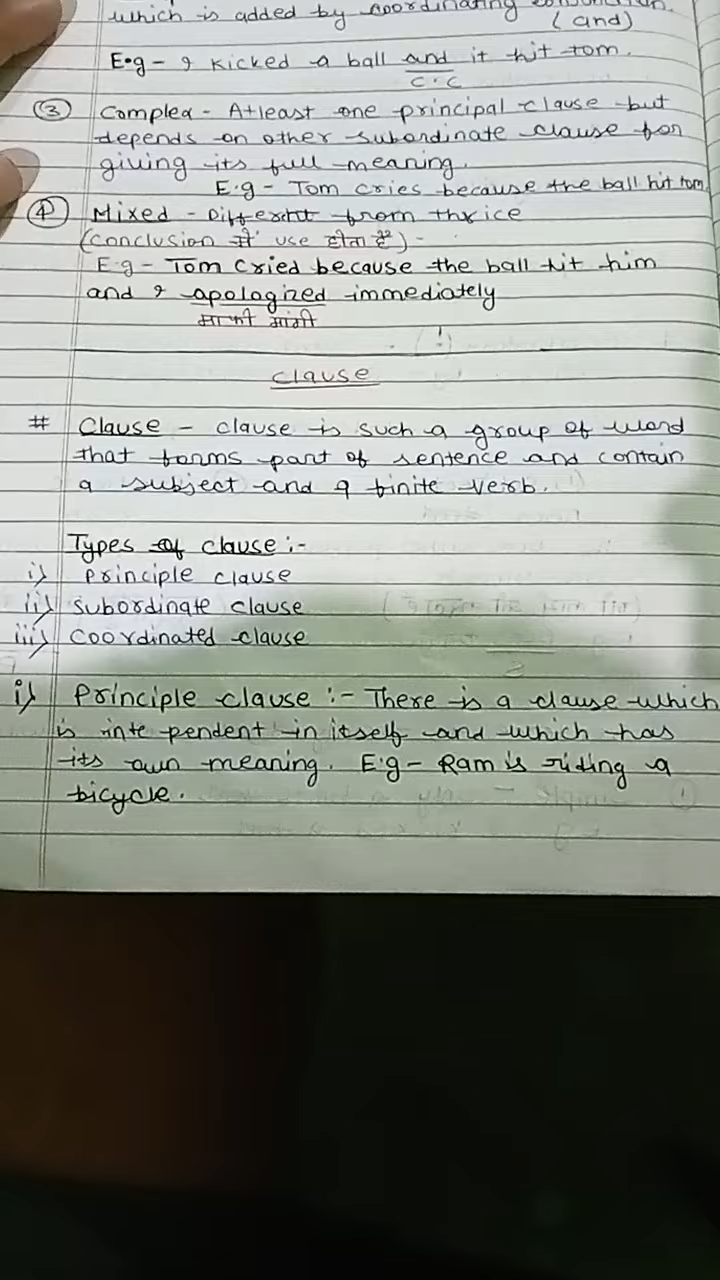 which is added by coordinating conjunction.
(and)
E.g - I kicked a ball and it hit tom.
C.C
③ Complex - Atleast one principal clause but
depends on other subordinate clause for
giving its full meaning.
E.g - Tom cries because the ball hit tom
④ Mixed - Different from thrice
(conclusion में use होता है) -
E.g - Tom cried because the ball hit him
and I apologized immediately
माफी मांगी
Clause
# Clause - clause is such a group of word
that forms part of sentence and contain
a subject and a finite verb.
Types of clause :-
i) Principle clause
ii) subordinate clause
iii) Coordinated clause
i) Principle clause :- There is a clause which
is inte pendent in itself and which has
its own meaning. E.g - Ram is riding a
bicycle.